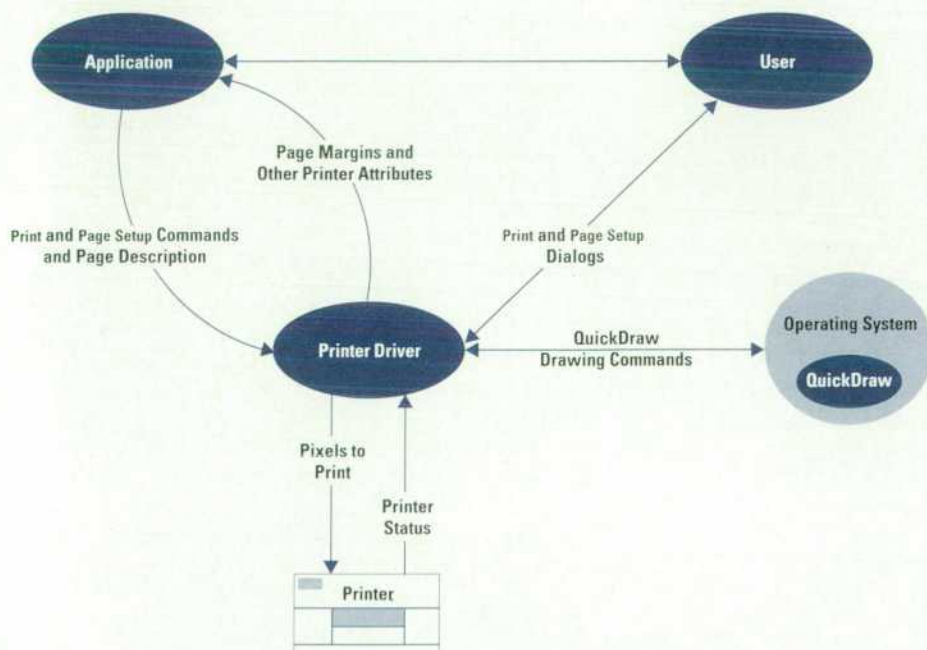 Application
User
Page Margins and
Other Printer Attributes
Print and Page Setup Commands
and Page Description
Print and Page Setup
Dialogs
Operating System
QuickDraw
Printer Driver
QuickDraw
Drawing Commands
Pixels to
Print
Printer
Status
Printer